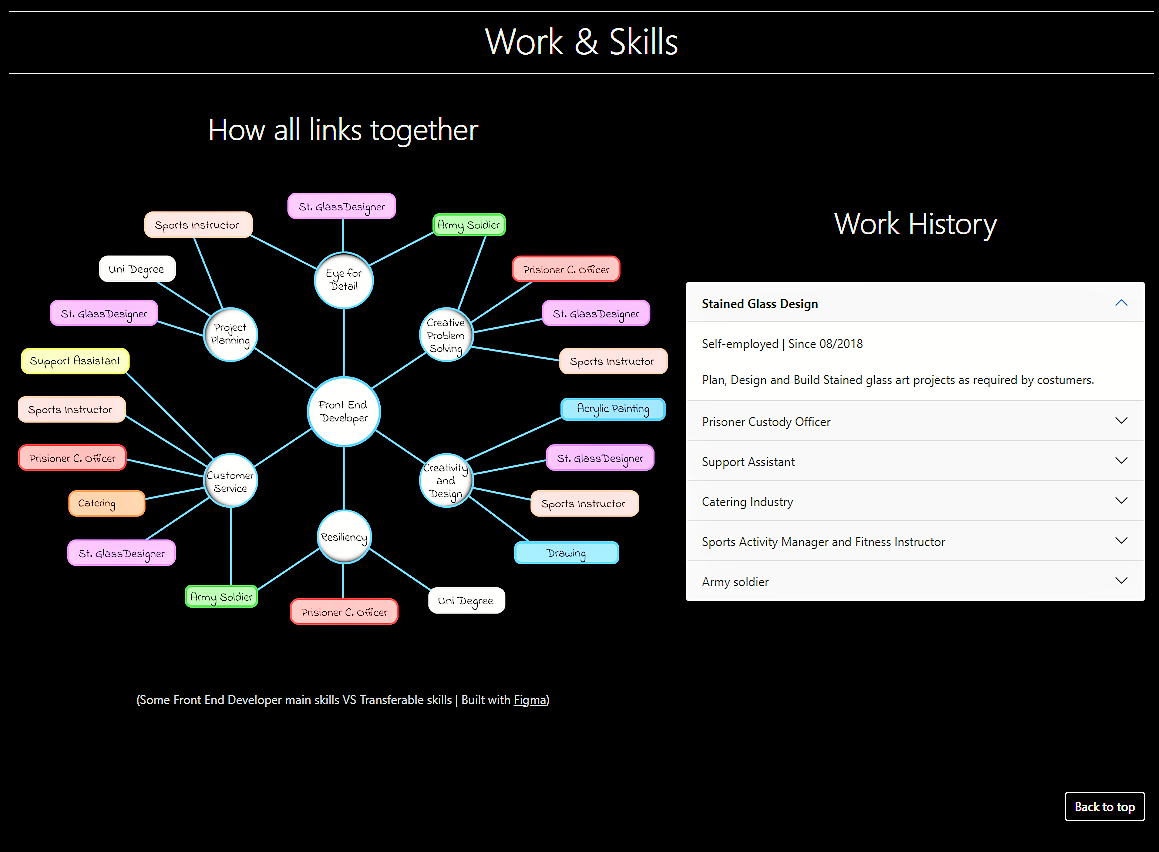 Work & Skills
How all links together
St. GlassDesigner
Sports Instructor
Army Soldier
Uni Degree
Eye for
Detail
Prisioner C. Officer
St. GlassDesigner
St. GlassDesigner
Project
Planning
Creative
Problem
Solving
Support Assistant
Sports Instructor
Front End
Developer
Sports Instructor
Acrylic Painting
Prisioner C. Officer
St. GlassDesigner
Customer
Service
Creativity
and
Design
Catering
Sports Instructor
St. GlassDesigner
Resiliency
Drawing
Army Soldier
Prisioner C. Officer
Uni Degree
(Some Front End Developer main skills VS Transferable skills | Built with Figma)
Work History
Stained Glass Design
Self-employed | Since 08/2018
Plan, Design and Build Stained glass art projects as required by costumers.
Prisoner Custody Officer
Support Assistant
Catering Industry
Sports Activity Manager and Fitness Instructor
Army soldier
Back to top